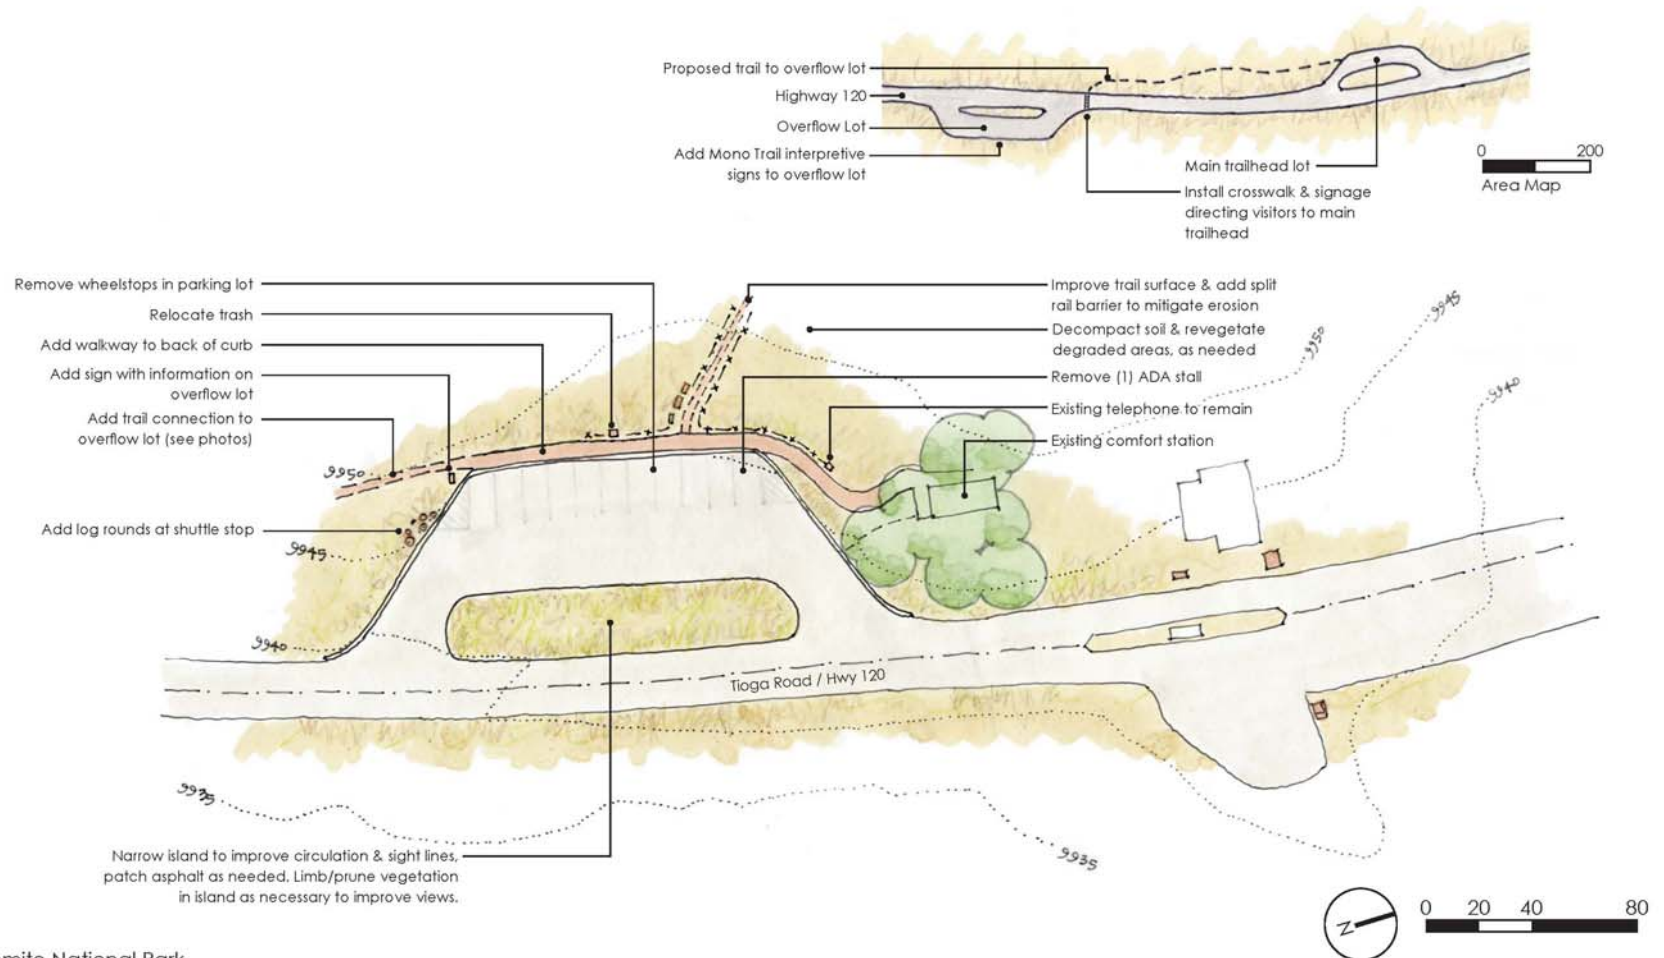 Proposed trail to overflow lot
Highway 120
Overflow Lot
Add Mono Trail interpretive
signs to overflow lot
Main trailhead lot
Install crosswalk & signage
directing visitors to main
trailhead
0 200
Area Map
Remove wheelstops in parking lot
Relocate trash
Add walkway to back of curb
Add sign with information on
overflow lot
Add trail connection to
overflow lot (see photos)
Add log rounds at shuttle stop
Improve trail surface & add split
rail barrier to mitigate erosion
Decompact soil & revegetate
degraded areas, as needed
Remove (1) ADA stall
Existing telephone to remain
Existing comfort station
9945
9950
9940
9950
9945
9940
Tioga Road / Hwy 120
9935
9935
Narrow island to improve circulation & sight lines,
patch asphalt as needed. Limb/prune vegetation
in island as necessary to improve views.
N
0 20 40 80
National Park